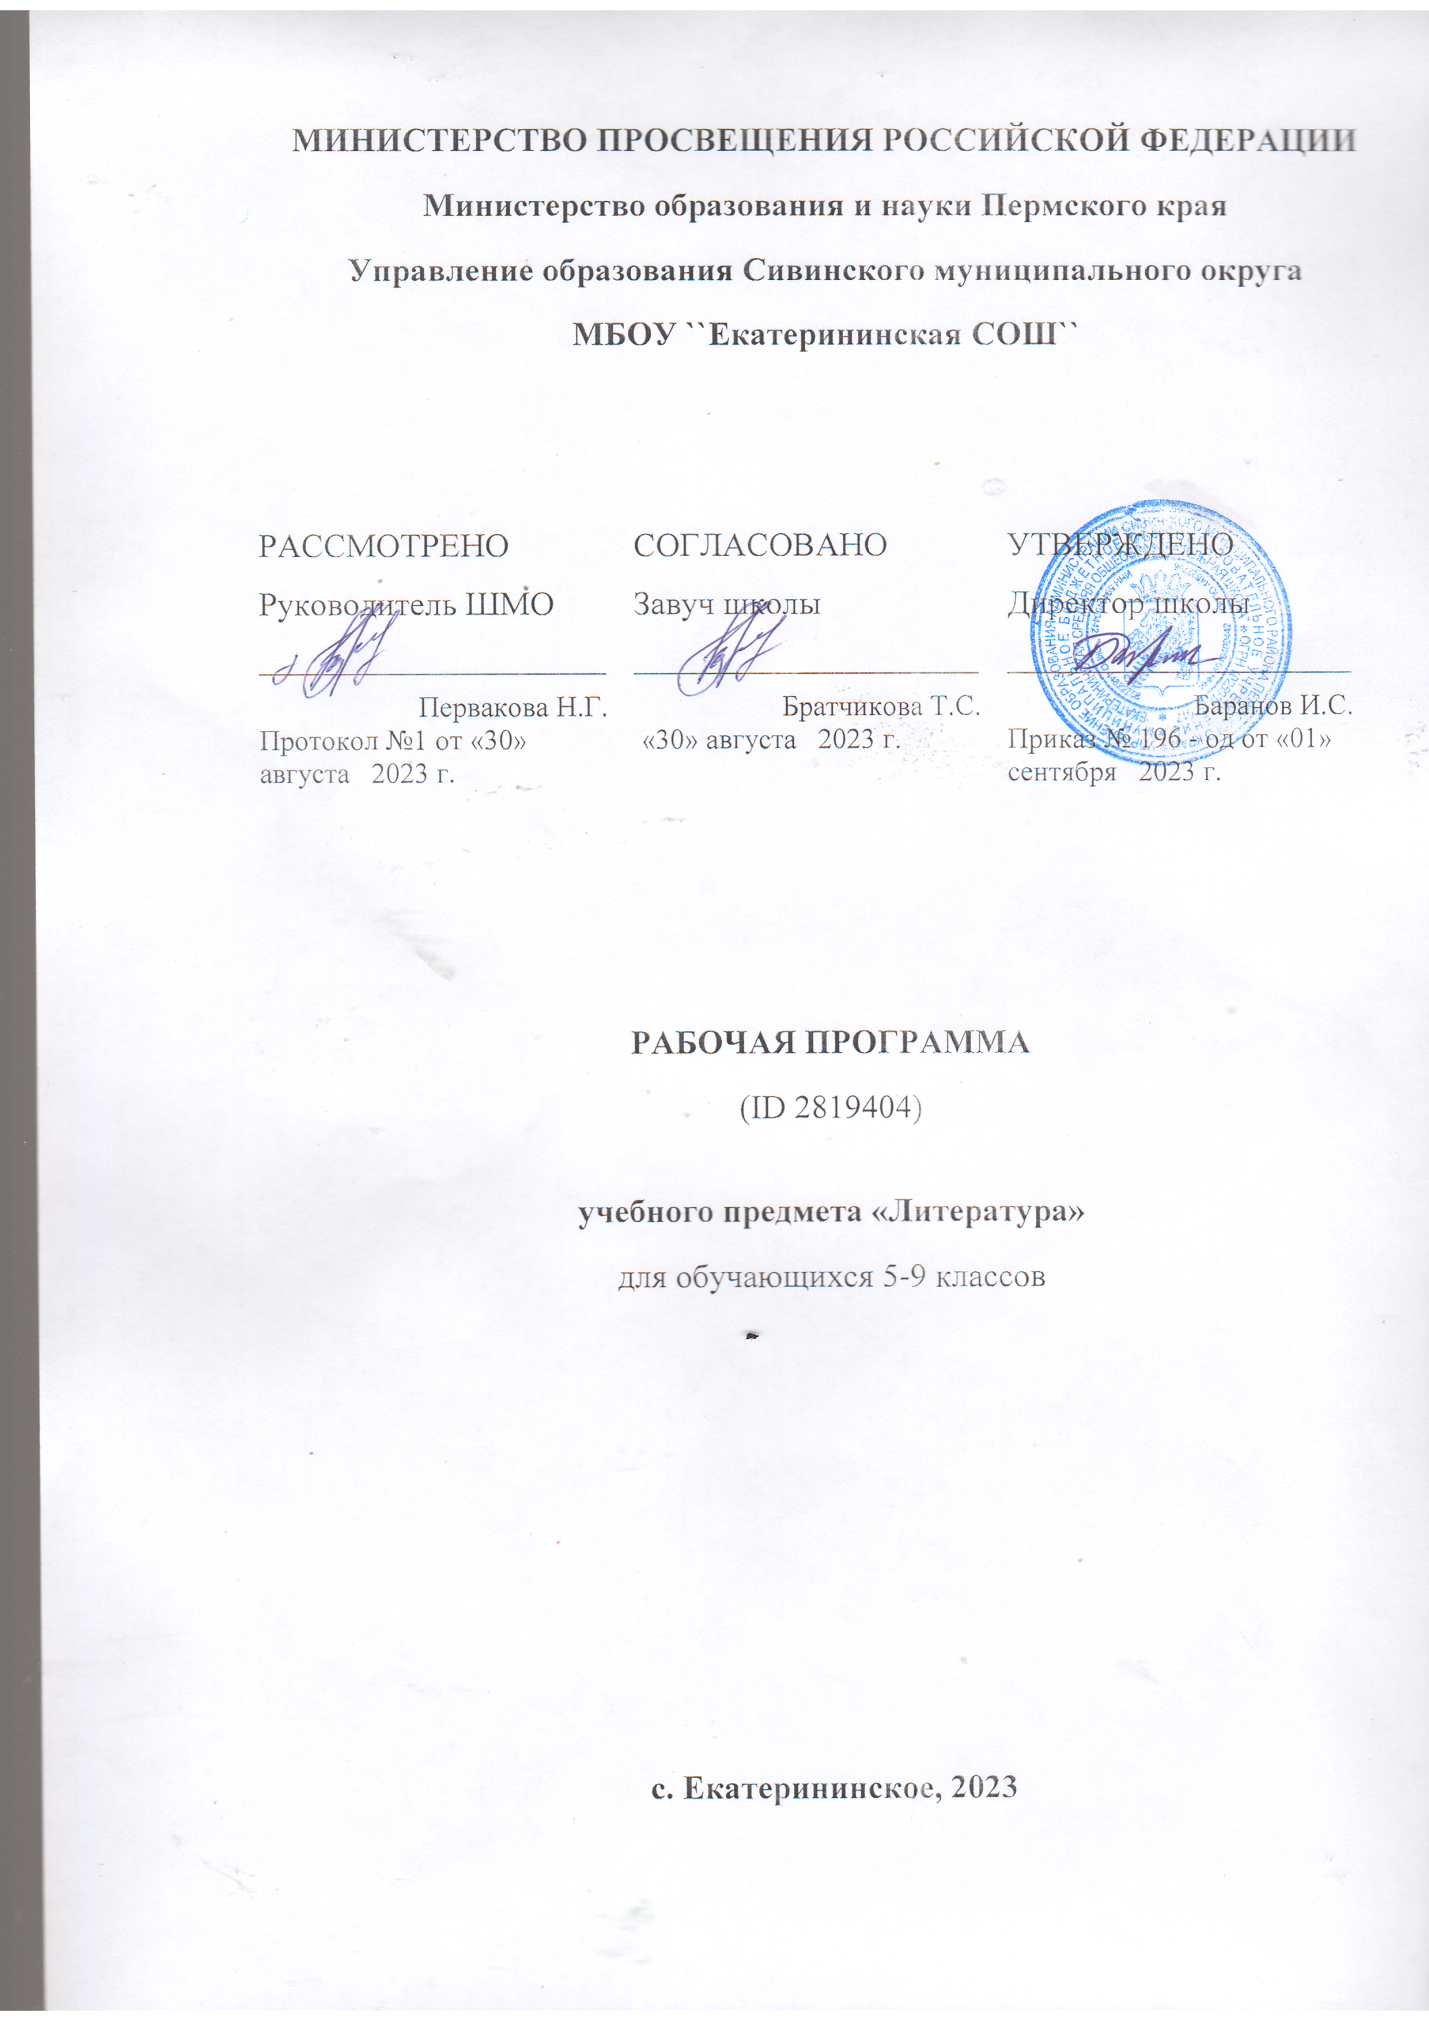 МИНИСТЕРСТВО ПРОСВЕЩЕНИЯ РОССИЙСКОЙ ФЕДЕРАЦИИ
Министерство образования и науки Пермского края
Управление образования Сивинского муниципального округа
МБОУ ``Екатерининская СОШ``
РАССМОТРЕНО
Руководитель ШМО
Первакова Н.Г.
Протокол №1 от «30»
августа 2023 г.
СОГЛАСОВАНО
Завуч школы
Братчикова Т.С.
«30» августа 2023 г.
УТВЕРЖДЕНО
Директор школы
Баранов И.С.
Приказ № 196 - од от «01»
сентября 2023 г.
РАБОЧАЯ ПРОГРАММА
(ID 2819404)
учебного предмета «Литература»
для обучающихся 5-9 классов
с. Екатерининское, 2023